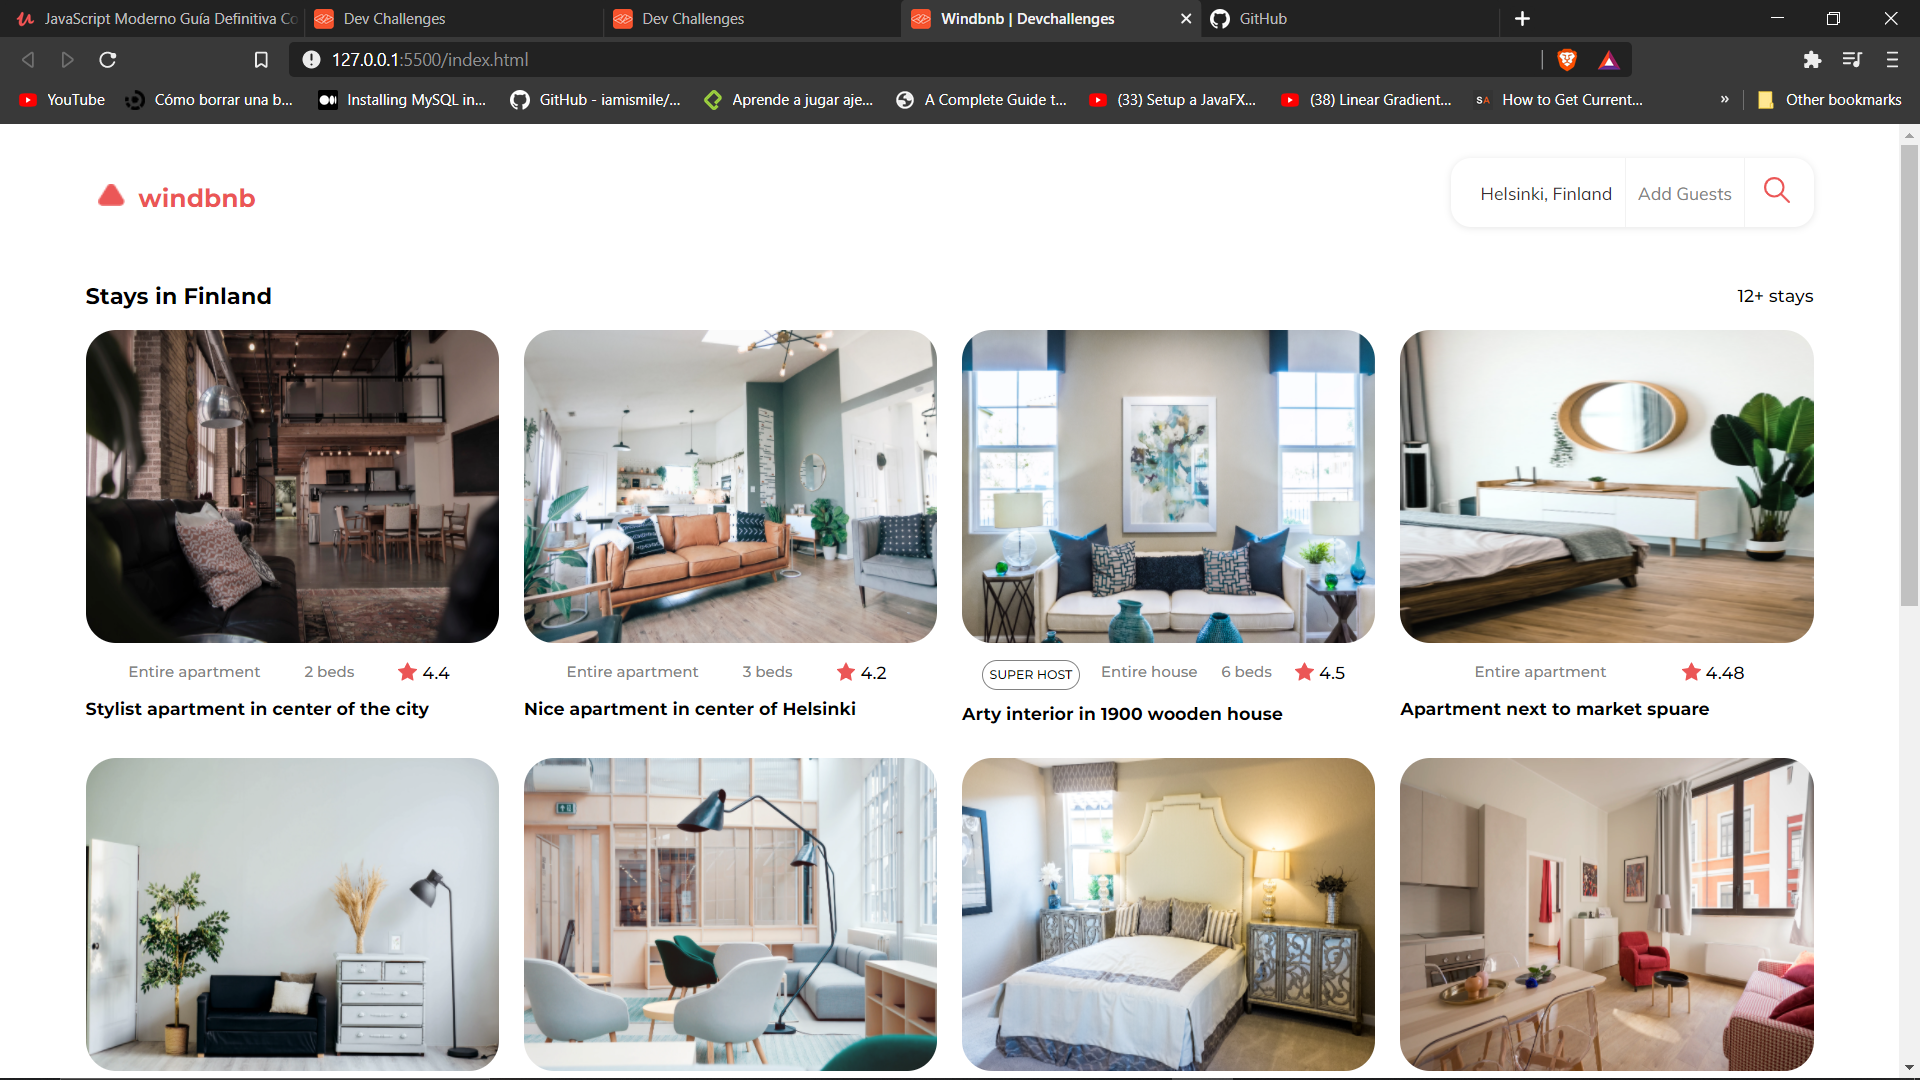 JavaScript Moderno Guía Definitiva Co
Dev Challenges
Dev Challenges
Windbnb | Devchallenges
GitHub
127.0.0.1:5500/index.html
YouTube
Cómo borrar una b...
Installing MySQL in...
GitHub - iamismile/...
Aprende a jugar aje...
A Complete Guide t...
(33) Setup a JavaFX...
(38) Linear Gradient...
SA How to Get Current...
»
Other bookmarks
windbnb
Helsinki, Finland
Add Guests
Stays in Finland
12+ stays
Entire apartment 2 beds 4.4
Stylist apartment in center of the city
Entire apartment 3 beds 4.2
Nice apartment in center of Helsinki
SUPER HOST Entire house 6 beds 4.5
Arty interior in 1900 wooden house
Entire apartment 4.48
Apartment next to market spuare